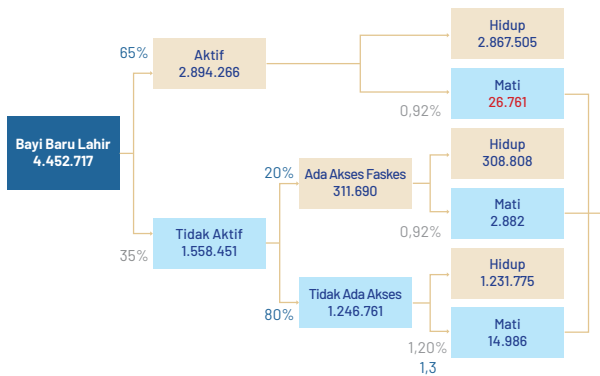 Bayi Baru Lahir
4.452.717
65%
Aktif
2.894.266
Hidup
2.867.505
Mati
26.761
0,92%
35%
Tidak Aktif
1.558.451
20%
Ada Akses Faskes
311.690
Hidup
308.808
Mati
2.882
0,92%
80%
Tidak Ada Akses
1.246.761
Hidup
1.231.775
Mati
14.986
1,20%
1,3